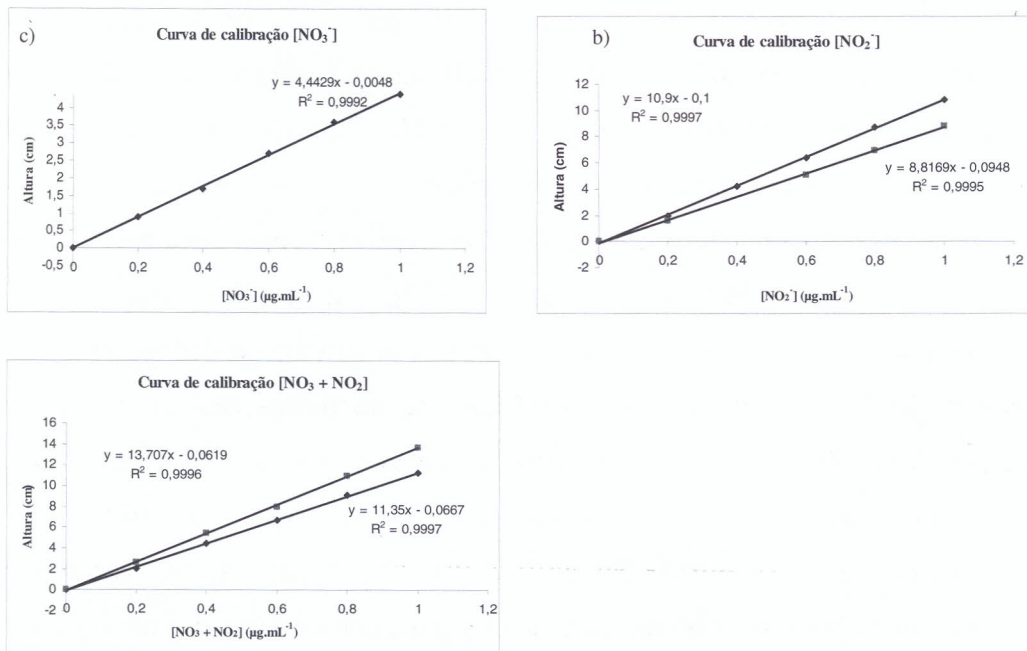 c)
Curva de calibração [NO₃⁻]
y = 4,4429x - 0,0048
R² = 0,9992
Altura (cm)
4
3,5
3
2,5
2
1,5
1
0,5
0
-0,5
0 0,2 0,4 0,6 0,8 1 1,2
[NO₃⁻] (µg.mL⁻¹)
b)
Curva de calibração [NO₂⁻]
y = 10,9x - 0,1
R² = 0,9997
y = 8,8169x - 0,0948
R² = 0,9995
Altura (cm)
12
10
8
6
4
2
0
-2
0 0,2 0,4 0,6 0,8 1 1,2
[NO₂⁻] (µg.mL⁻¹)
Curva de calibração [NO₃ + NO₂]
y = 13,707x - 0,0619
R² = 0,9996
y = 11,35x - 0,0667
R² = 0,9997
Altura (cm)
16
14
12
10
8
6
4
2
0
-2
0 0,2 0,4 0,6 0,8 1 1,2
[NO₃ + NO₂] (µg.mL⁻¹)